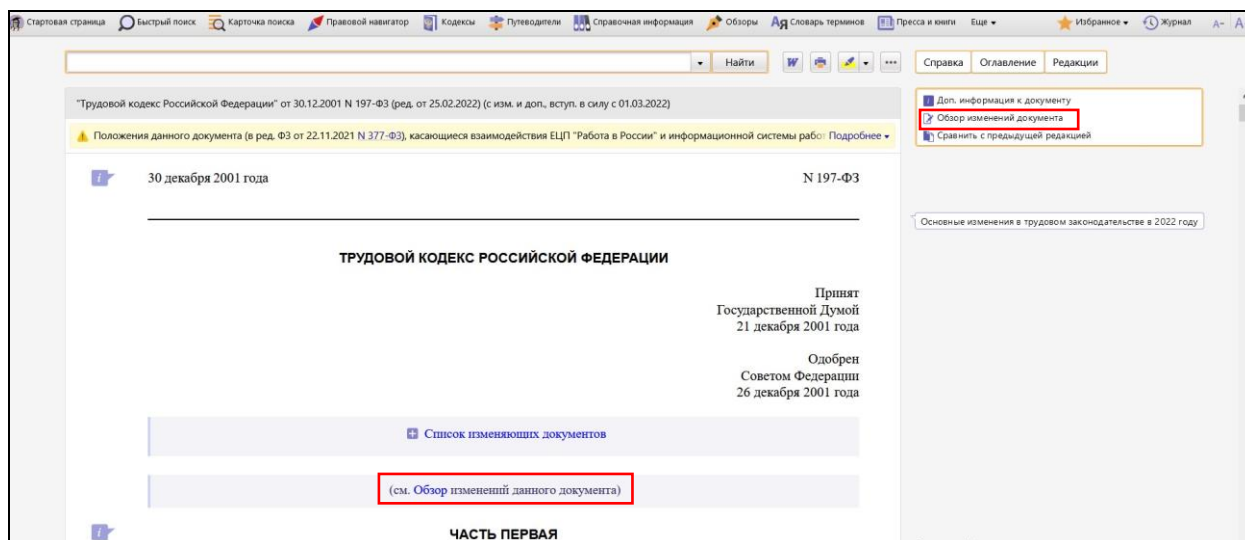 Стартовая страница Быстрый поиск Карточка поиска Правовой навигатор Кодексы Путеводители Справочная информация Обзоры Словарь терминов Пресса и книги Еще Избранное Журнал A- A
Найти W ... Справка Оглавление Редакции
"Трудовой кодекс Российской Федерации" от 30.12.2001 N 197-ФЗ (ред. от 25.02.2022) (с изм. и доп., вступ. в силу с 01.03.2022)
Доп. информация к документу
Обзор изменений документа
Сравнить с предыдущей редакцией
Положения данного документа (в ред. ФЗ от 22.11.2021 N 377-ФЗ), касающиеся взаимодействия ЕЦП "Работа в России" и информационной системы рабо Подробнее
30 декабря 2001 года N 197-ФЗ
Основные изменения в трудовом законодательстве в 2022 году
ТРУДОВОЙ КОДЕКС РОССИЙСКОЙ ФЕДЕРАЦИИ
Принят
Государственной Думой
21 декабря 2001 года
Одобрен
Советом Федерации
26 декабря 2001 года
Список изменяющих документов
(см. Обзор изменений данного документа)
ЧАСТЬ ПЕРВАЯ